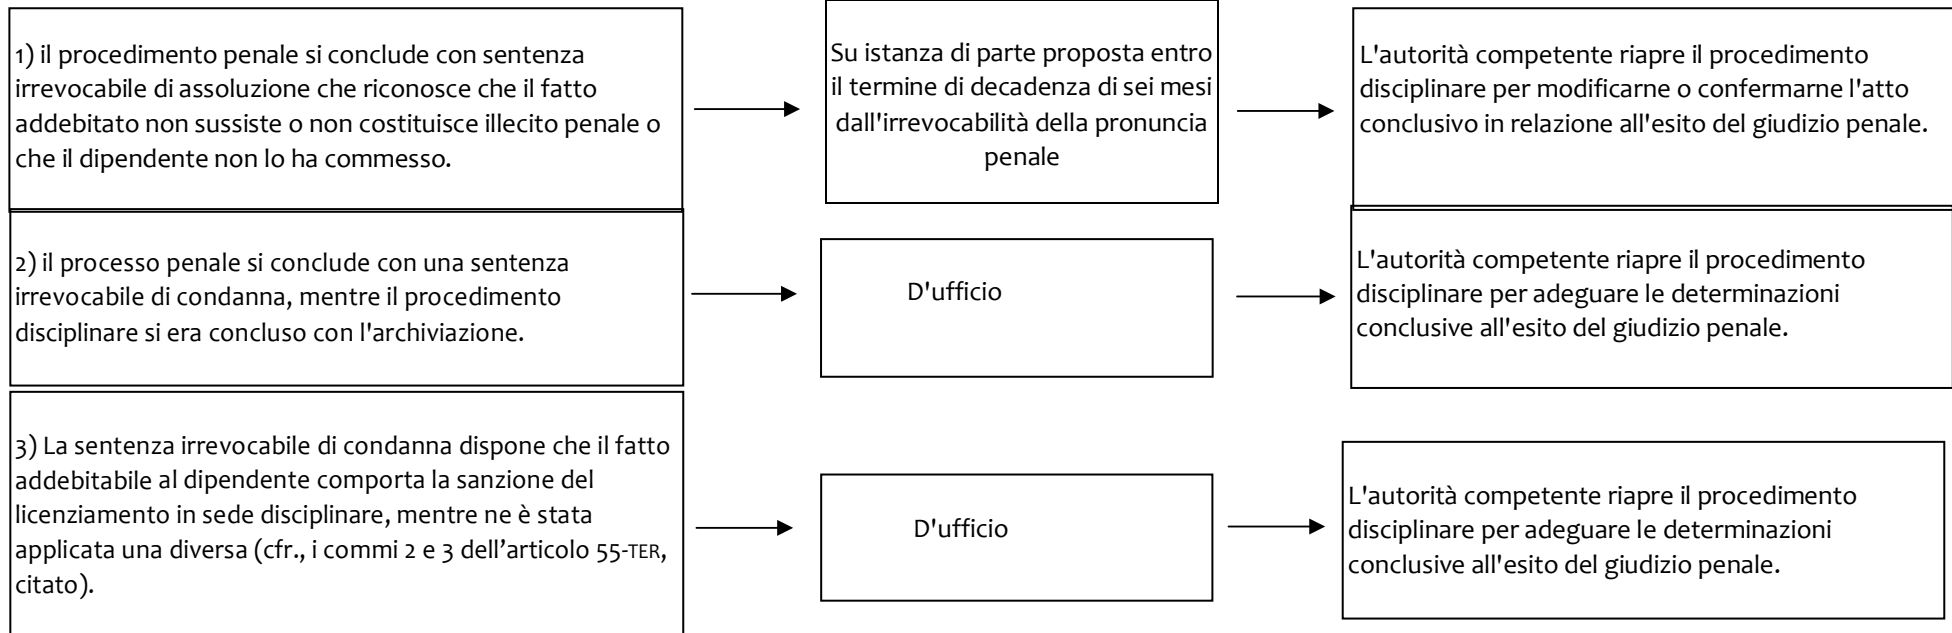 1) il procedimento penale si conclude con sentenza
irrevocabile di assoluzione che riconosce che il fatto
addebitato non sussiste o non costituisce illecito penale o
che il dipendente non lo ha commesso.
Su istanza di parte proposta entro
il termine di decadenza di sei mesi
dall'irrevocabilità della pronuncia
penale
L'autorità competente riapre il procedimento
disciplinare per modificarne o confermarne l'atto
conclusivo in relazione all'esito del giudizio penale.
2) il processo penale si conclude con una sentenza
irrevocabile di condanna, mentre il procedimento
disciplinare si era concluso con l'archiviazione.
D'ufficio
L'autorità competente riapre il procedimento
disciplinare per adeguare le determinazioni
conclusive all'esito del giudizio penale.
3) La sentenza irrevocabile di condanna dispone che il fatto
addebitabile al dipendente comporta la sanzione del
licenziamento in sede disciplinare, mentre ne è stata
applicata una diversa (cfr., i commi 2 e 3 dell’articolo 55-TER,
citato).
D'ufficio
L'autorità competente riapre il procedimento
disciplinare per adeguare le determinazioni
conclusive all'esito del giudizio penale.